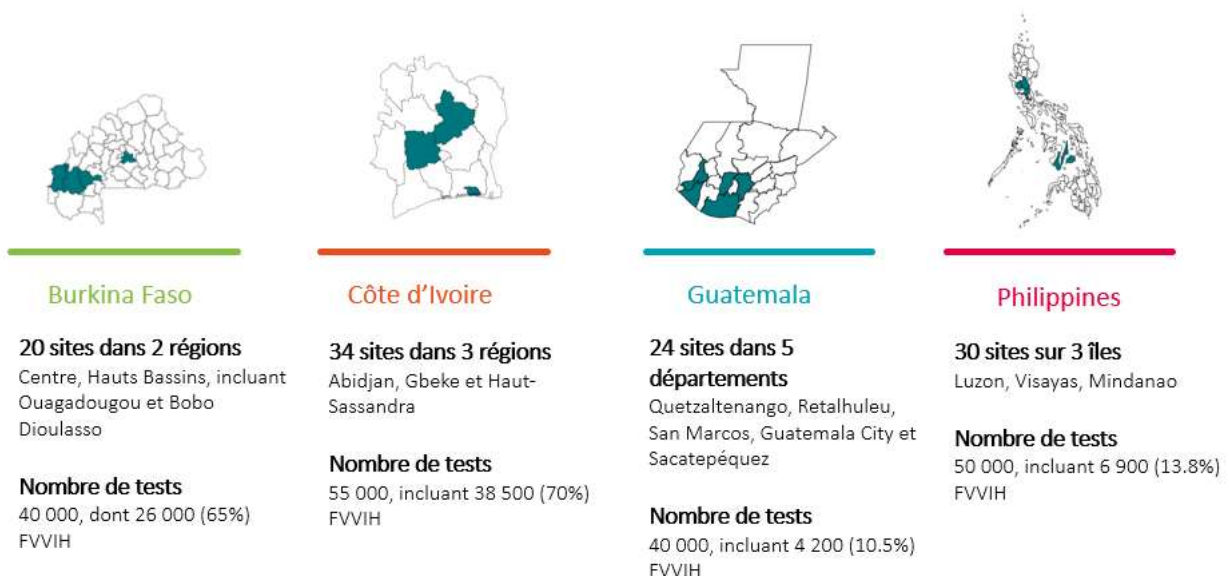 Burkina Faso
20 sites dans 2 régions
Centre, Hauts Bassins, incluant
Ouagadougou et Bobo
Dioulasso
Nombre de tests
40 000, dont 26 000 (65%)
FVVIH
Côte d’Ivoire
34 sites dans 3 régions
Abidjan, Gbeke et Haut-
Sassandra
Nombre de tests
55 000, incluant 38 500 (70%)
FVVIH
Guatemala
24 sites dans 5
départements
Quetzaltenango, Retalhuleu,
San Marcos, Guatemala City et
Sacatepéquez
Nombre de tests
40 000, incluant 4 200 (10.5%)
FVVIH
Philippines
30 sites sur 3 îles
Luzon, Visayas, Mindanao
Nombre de tests
50 000, incluant 6 900 (13.8%)
FVVIH